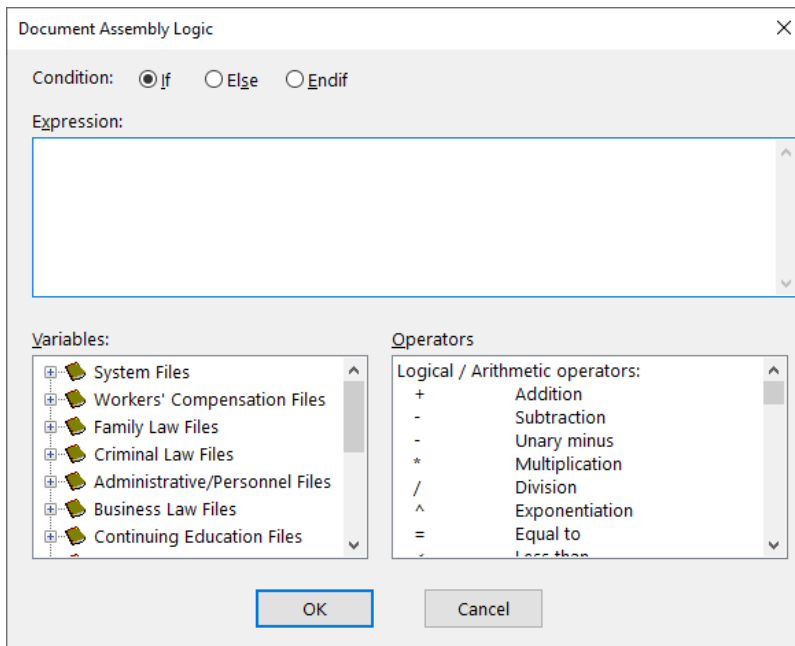 Document Assembly Logic
Condition: If Else Endif
Expression:
Variables:
System Files
Workers' Compensation Files
Family Law Files
Criminal Law Files
Administrative/Personnel Files
Business Law Files
Continuing Education Files
Operators
Logical / Arithmetic operators:
+ Addition
- Subtraction
- Unary minus
* Multiplication
/ Division
^ Exponentiation
= Equal to
< Less than
OK Cancel